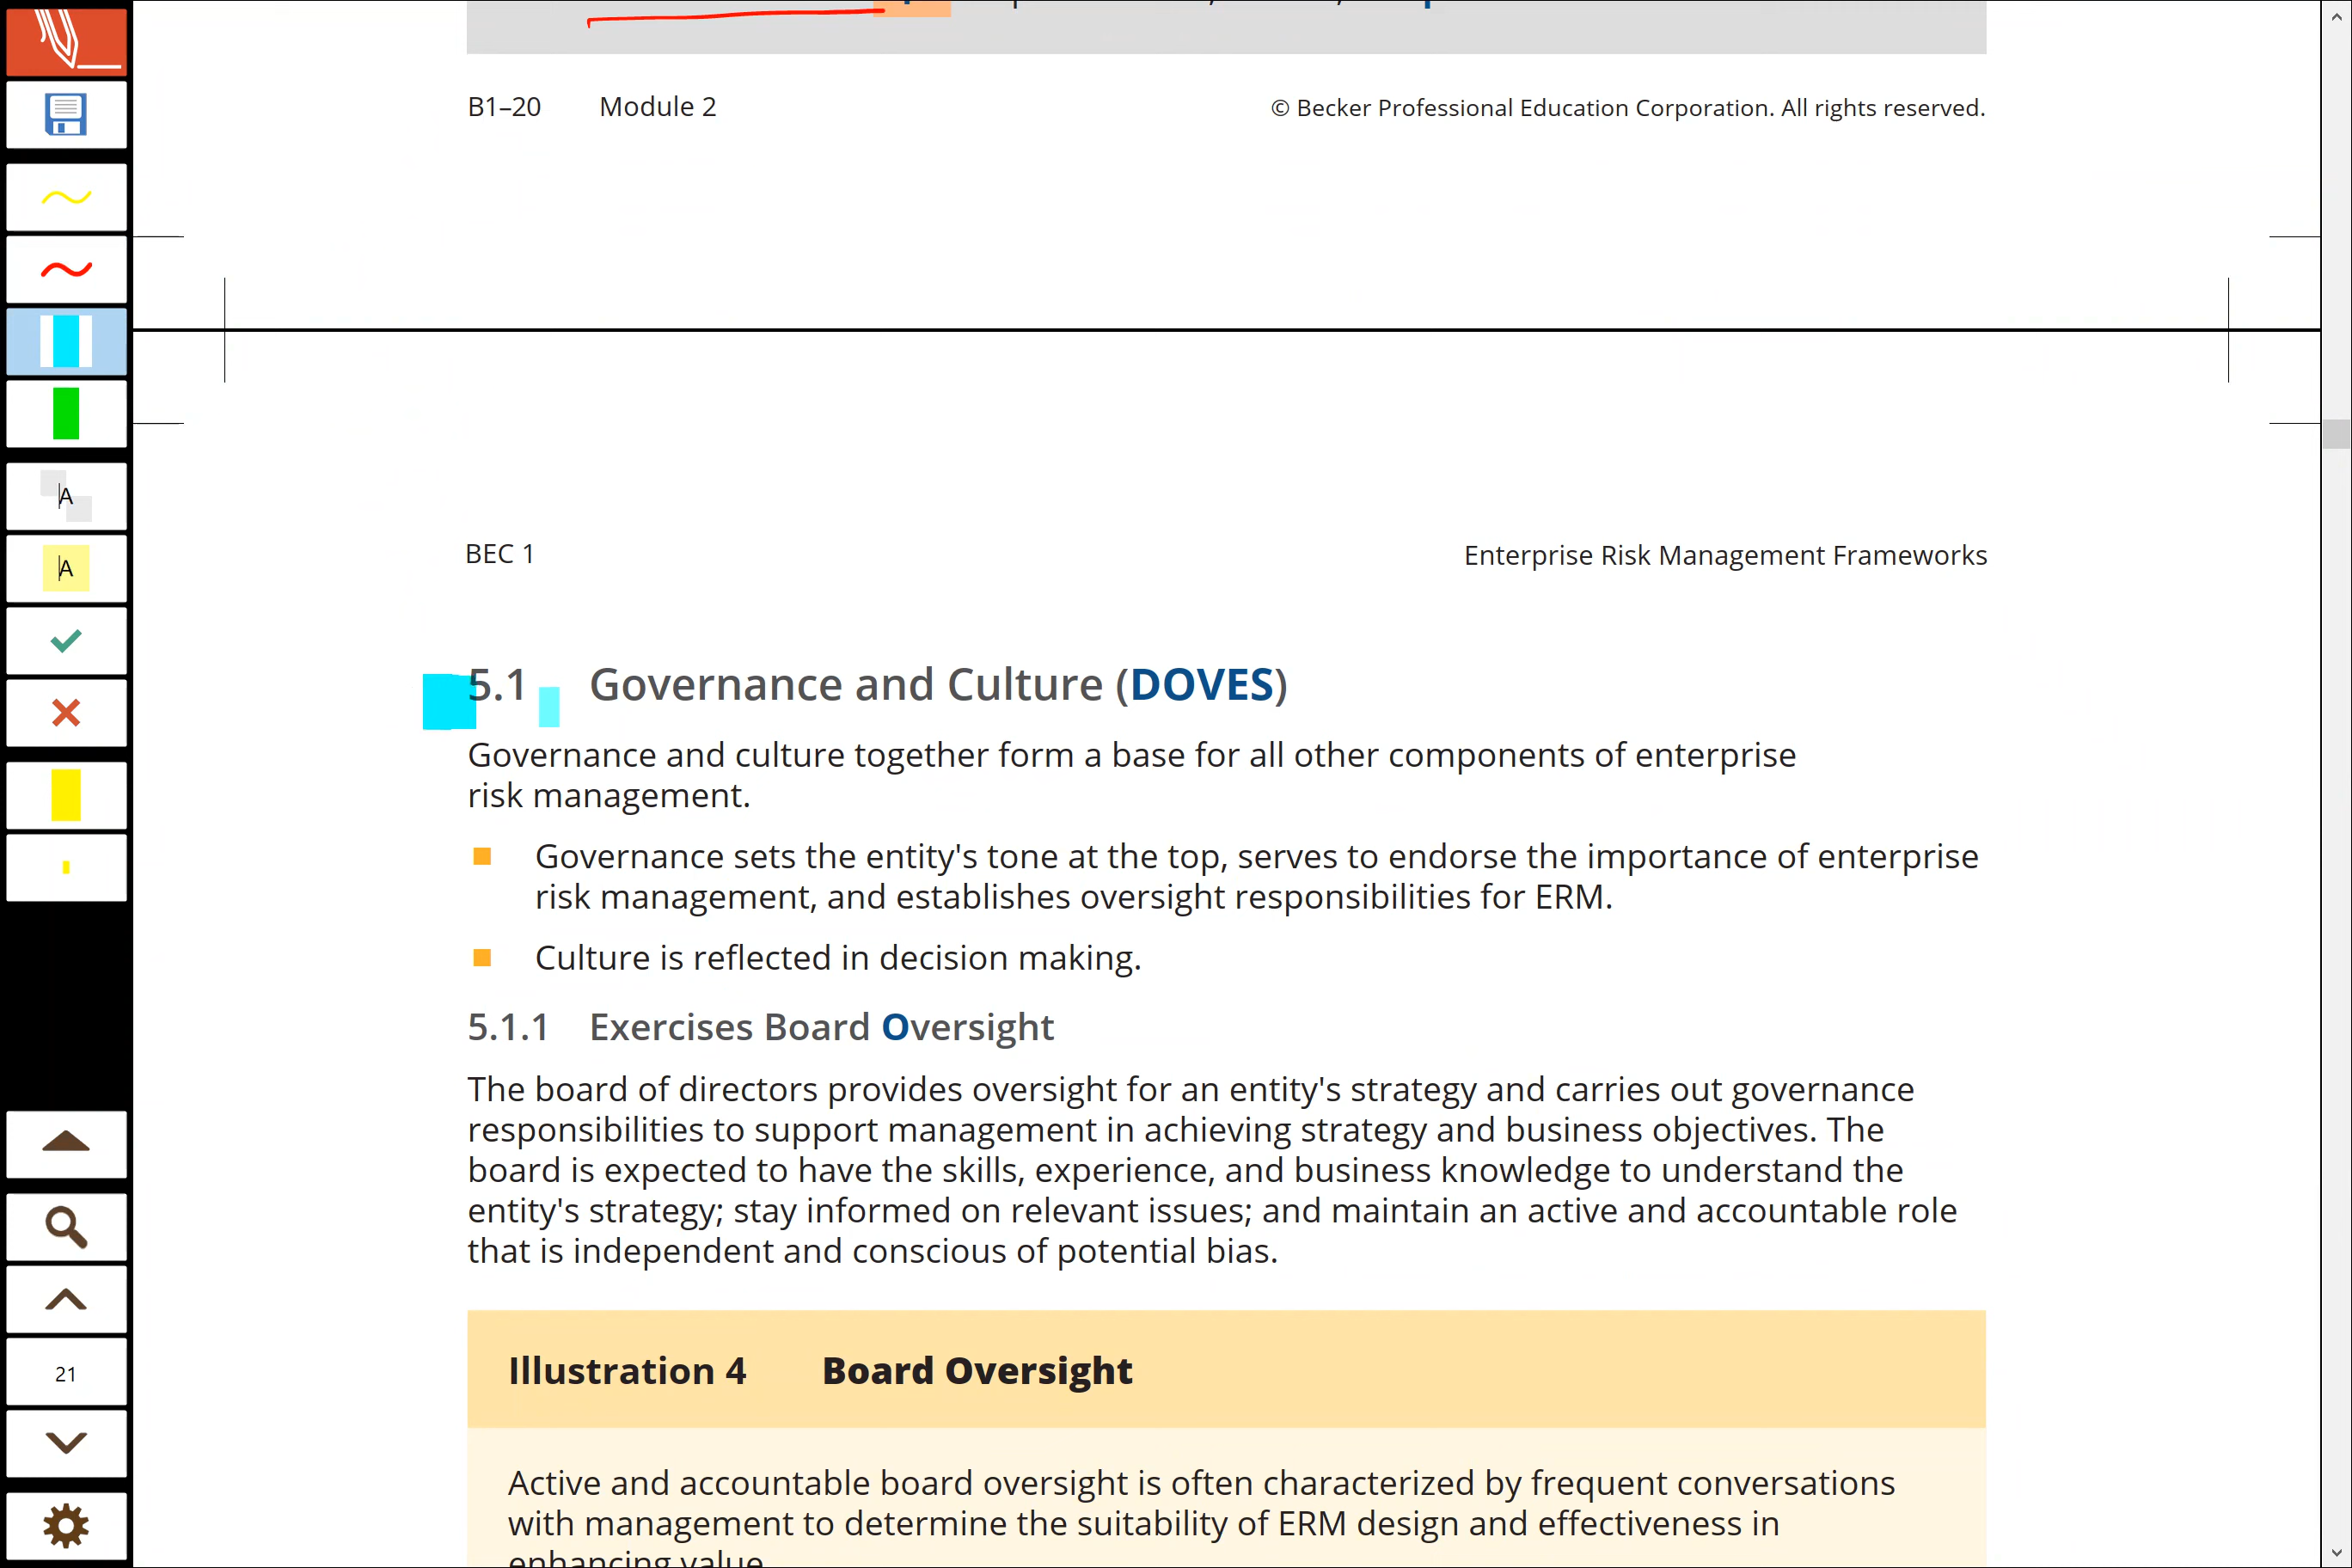 B1–20 Module 2 © Becker Professional Education Corporation. All rights reserved.
BEC 1 Enterprise Risk Management Frameworks
5.1 Governance and Culture (DOVES)
Governance and culture together form a base for all other components of enterprise
risk management.
Governance sets the entity's tone at the top, serves to endorse the importance of enterprise
risk management, and establishes oversight responsibilities for ERM.
Culture is reflected in decision making.
5.1.1 Exercises Board Oversight
The board of directors provides oversight for an entity's strategy and carries out governance
responsibilities to support management in achieving strategy and business objectives. The
board is expected to have the skills, experience, and business knowledge to understand the
entity's strategy; stay informed on relevant issues; and maintain an active and accountable role
that is independent and conscious of potential bias.
Illustration 4 Board Oversight
Active and accountable board oversight is often characterized by frequent conversations
with management to determine the suitability of ERM design and effectiveness in
enhancing value.
A
A
21